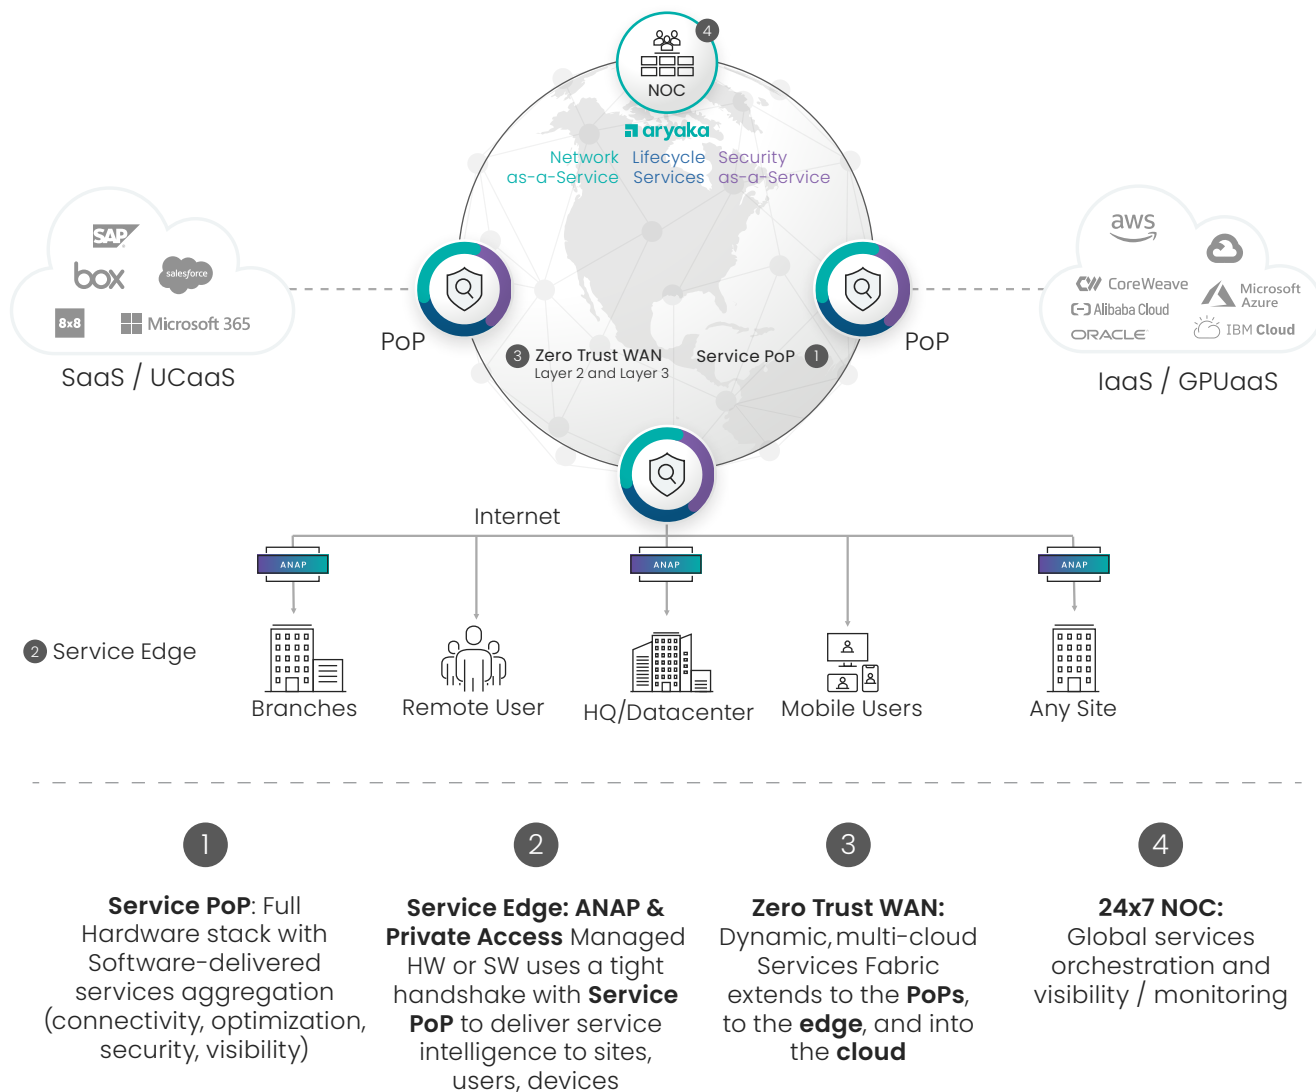 4
NOC
aryaka
Network Lifecycle Security
as-a-Service Services as-a-Service
SAP
box
salesforce
8x8
Microsoft 365
SaaS / UCaaS
aws
CoreWeave
Microsoft
Azure
Alibaba Cloud
ORACLE
IBM Cloud
IaaS / GPUaaS
PoP
PoP
3 Zero Trust WAN
Layer 2 and Layer 3
Service PoP 1
Internet
ANAP
ANAP
ANAP
2 Service Edge
Branches
Remote User
HQ/Datacenter
Mobile Users
Any Site
1
Service PoP: Full
Hardware stack with
Software-delivered
services aggregation
(connectivity, optimization,
security, visibility)
2
Service Edge: ANAP &
Private Access Managed
HW or SW uses a tight
handshake with Service
PoP to deliver service
intelligence to sites,
users, devices
3
Zero Trust WAN:
Dynamic, multi-cloud
Services Fabric
extends to the PoPs,
to the edge, and into
the cloud
4
24x7 NOC:
Global services
orchestration and
visibility / monitoring